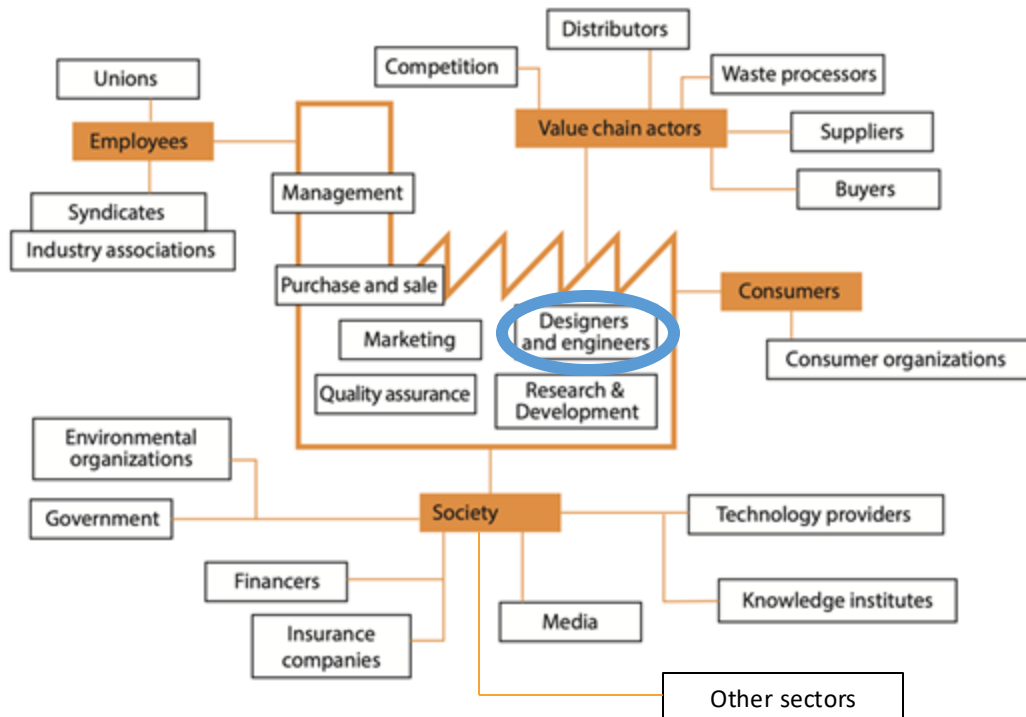 Distributors
Competition
Waste processors
Unions
Employees
Value chain actors
Suppliers
Buyers
Management
Syndicates
Industry associations
Purchase and sale
Consumers
Designers
and engineers
Marketing
Consumer organizations
Quality assurance
Research &
Development
Environmental
organizations
Government
Society
Technology providers
Financers
Knowledge institutes
Media
Insurance
companies
Other sectors